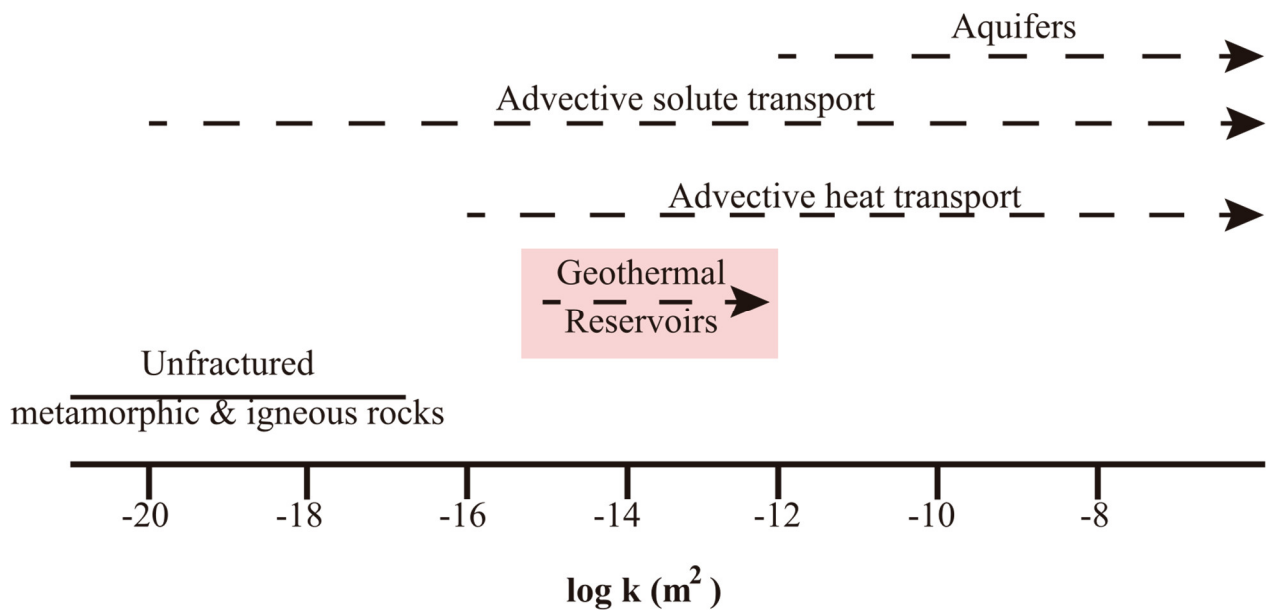 Aquifers
Advective solute transport
Advective heat transport
Geothermal
Reservoirs
Unfractured
metamorphic & igneous rocks
-20 -18 -16 -14 -12 -10 -8
log k (m²)